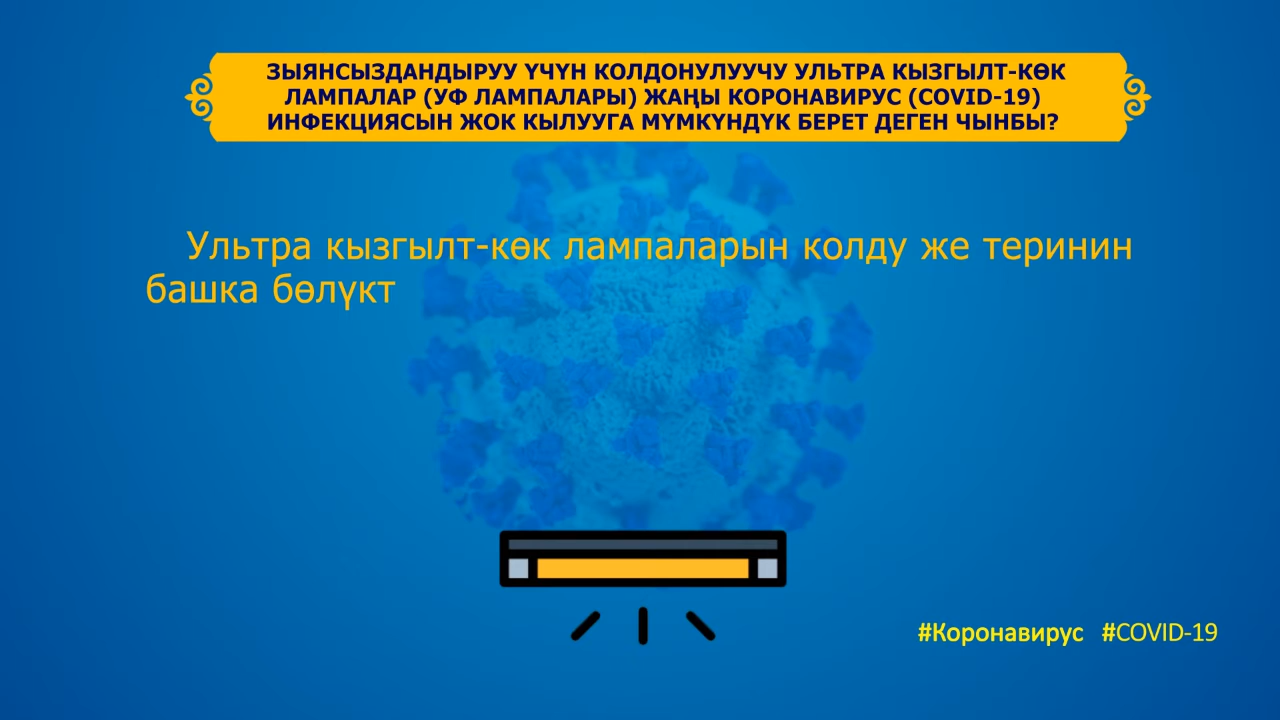 ЗЫЯНСЫЗДАНДЫРУУ ҮЧҮН КОЛДОНУЛУУЧУ УЛЬТРА КЫЗГЫЛТ-КӨК
ЛАМПАЛАР (УФ ЛАМПАЛАРЫ) ЖАҢЫ КОРОНАВИРУС (COVID-19)
ИНФЕКЦИЯСЫН ЖОК КЫЛУУГА МҮМКҮНДҮК БЕРЕТ ДЕГЕН ЧЫНБЫ?
Ультра кызгылт-көк лампаларын колду же теринин
башка бөлүкт
#Коронавирус #COVID-19